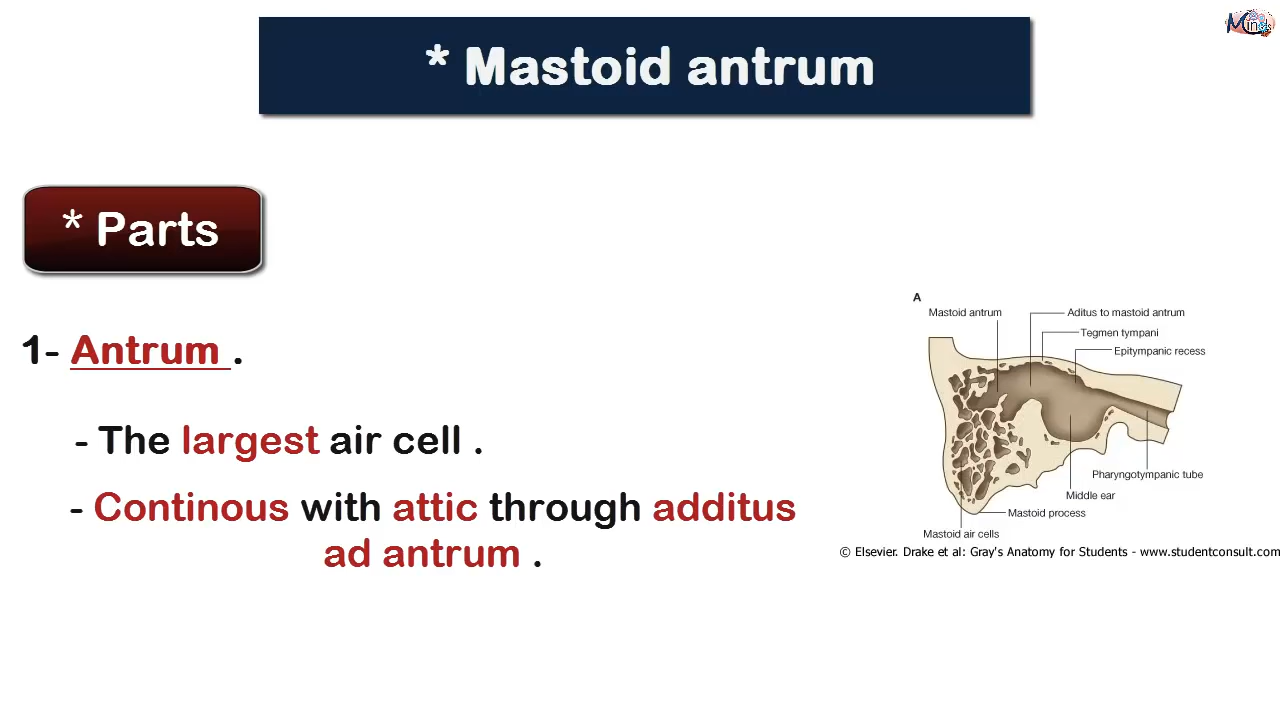 Minds
* Mastoid antrum
* Parts
1- Antrum .
- The largest air cell .
- Continous with attic through additus
ad antrum .
A
Mastoid antrum
Aditus to mastoid antrum
Tegmen tympani
Epitympanic recess
Pharyngotympanic tube
Middle ear
Mastoid process
Mastoid air cells
© Elsevier. Drake et al: Gray's Anatomy for Students - www.studentconsult.com